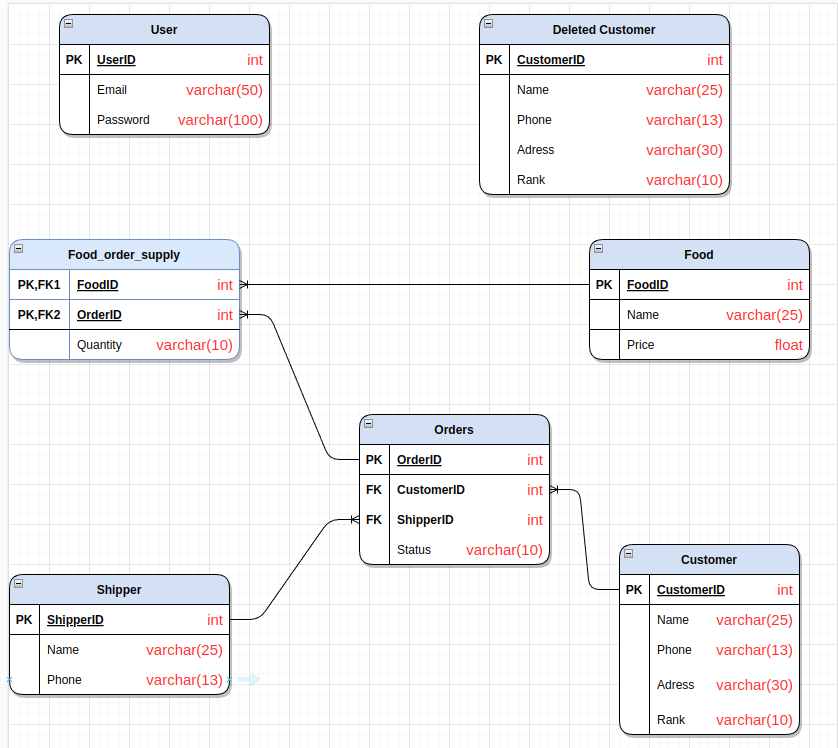 User
PK UserID int
Email varchar(50)
Password varchar(100)
Deleted Customer
PK CustomerID int
Name varchar(25)
Phone varchar(13)
Adress varchar(30)
Rank varchar(10)
Food_order_supply
PK,FK1 FoodID int
PK,FK2 OrderID int
Quantity varchar(10)
Food
PK FoodID int
Name varchar(25)
Price float
Orders
PK OrderID int
FK CustomerID int
FK ShipperID int
Status varchar(10)
Shipper
PK ShipperID int
Name varchar(25)
Phone varchar(13)
Customer
PK CustomerID int
Name varchar(25)
Phone varchar(13)
Adress varchar(30)
Rank varchar(10)